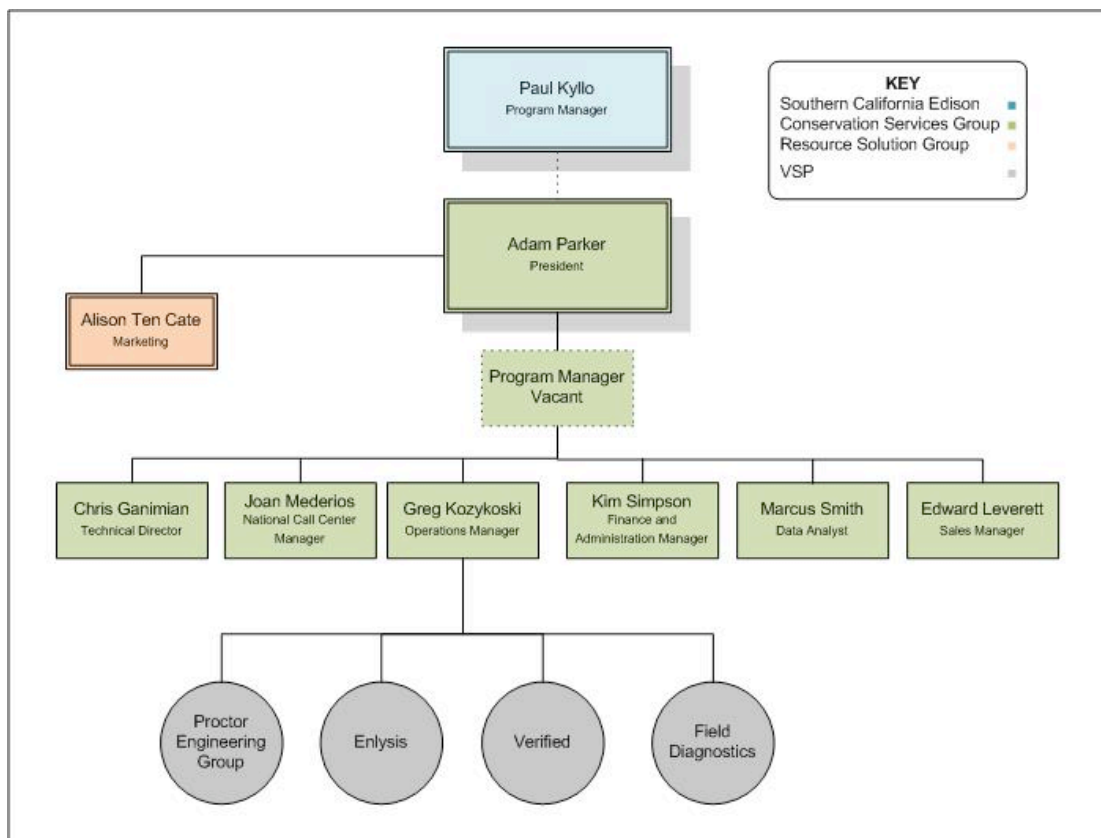 Paul Kyllo
Program Manager
KEY
Southern California Edison
Conservation Services Group
Resource Solution Group
VSP
Adam Parker
President
Alison Ten Cate
Marketing
Program Manager
Vacant
Chris Ganimian
Technical Director
Joan Mederios
National Call Center
Manager
Greg Kozykoski
Operations Manager
Kim Simpson
Finance and
Administration Manager
Marcus Smith
Data Analyst
Edward Leverett
Sales Manager
Proctor
Engineering
Group
Enlysis
Verified
Field
Diagnostics